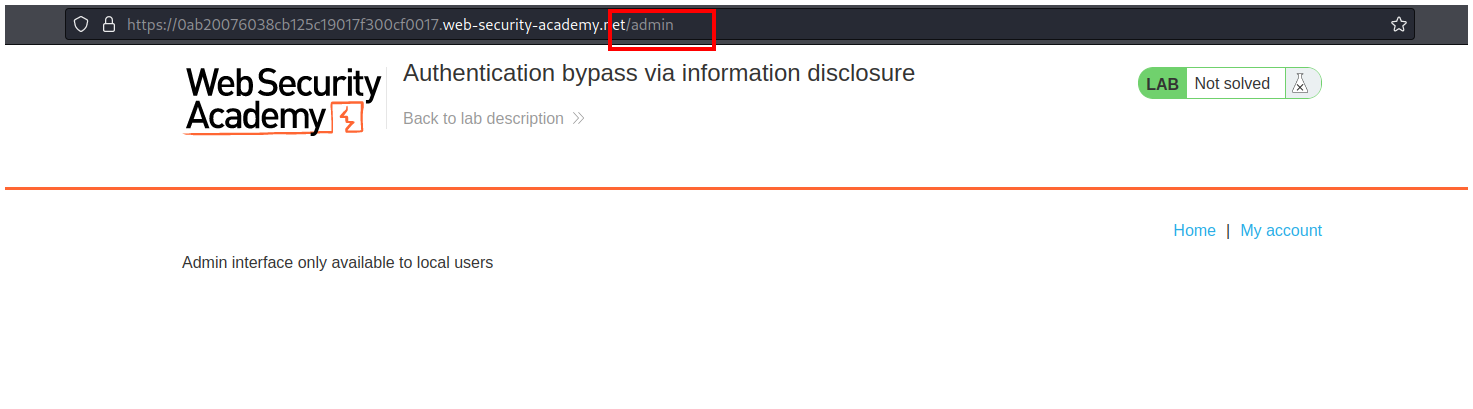 https://0ab20076038cb125c19017f300cf0017.web-security-academy.net/admin
Web Security
Academy
Authentication bypass via information disclosure
LAB Not solved
Back to lab description
Home | My account
Admin interface only available to local users